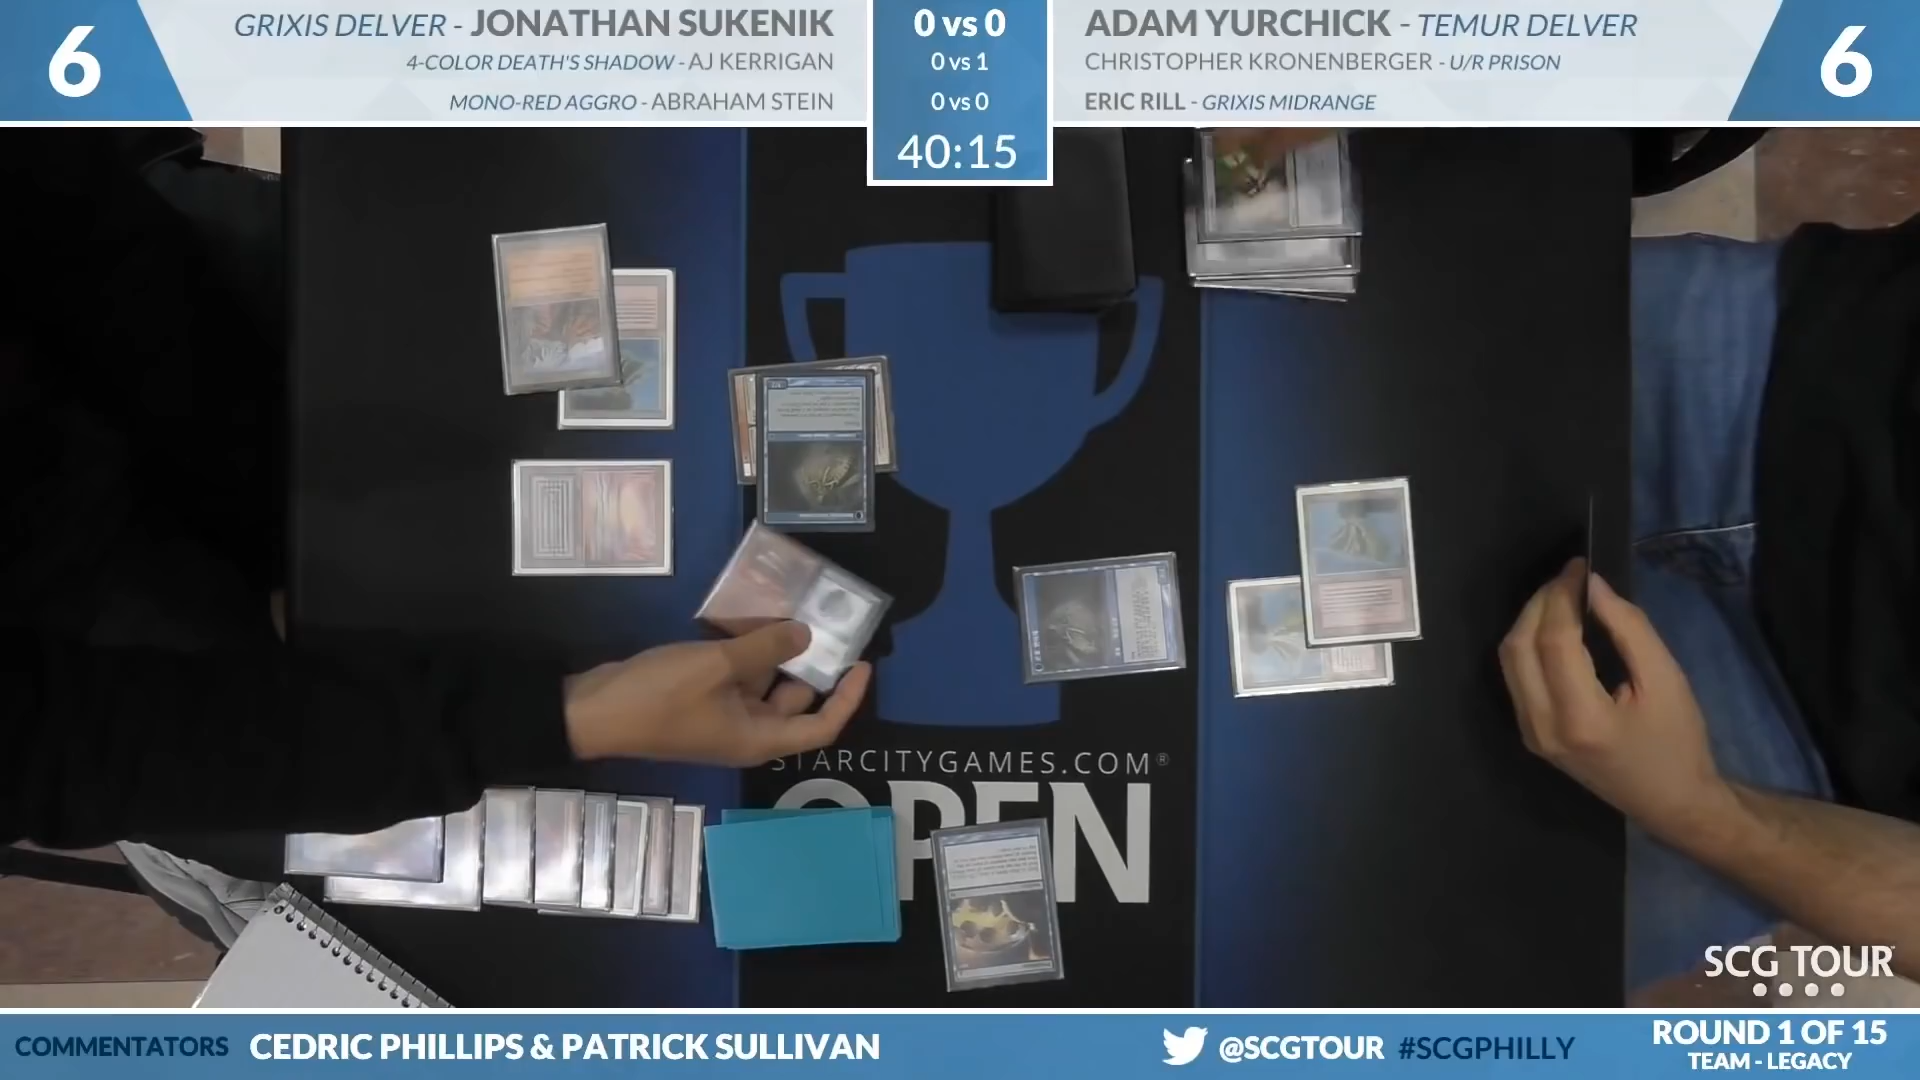 6
GRIXIS DELVER - JONATHAN SUKENIK
4-COLOR DEATH'S SHADOW - AJ KERRIGAN
MONO-RED AGGRO - ABRAHAM STEIN
0 vs 0
0 vs 1
0 vs 0
40:15
ADAM YURCHICK - TEMUR DELVER
CHRISTOPHER KRONENBERGER - U/R PRISON
ERIC RILL - GRIXIS MIDRANGE
6
STARCITYGAMES.COM®
OPEN
SCG TOUR
COMMENTATORS CEDRIC PHILLIPS & PATRICK SULLIVAN
@SCGTOUR #SCGPHILLY
ROUND 1 OF 15
TEAM - LEGACY